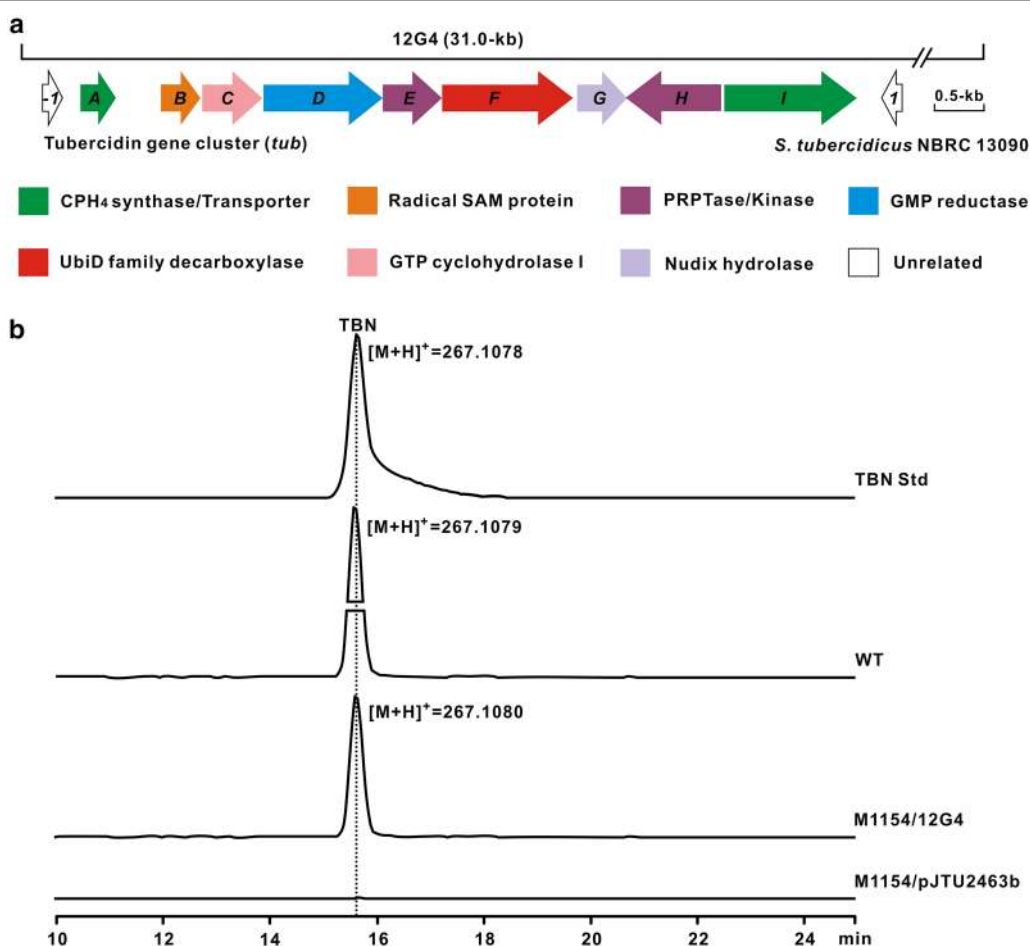 a
12G4 (31.0-kb)
-1 A B C D E F G H I 1
0.5-kb
Tubercidin gene cluster (tub)
S. tubercidicus NBRC 13090
CPH4 synthase/Transporter
Radical SAM protein
PRPTase/Kinase
GMP reductase
UbiD family decarboxylase
GTP cyclohydrolase I
Nudix hydrolase
Unrelated
b
TBN
[M+H]+=267.1078
TBN Std
[M+H]+=267.1079
WT
[M+H]+=267.1080
M1154/12G4
M1154/pJTU2463b
10 12 14 16 18 20 22 24 min